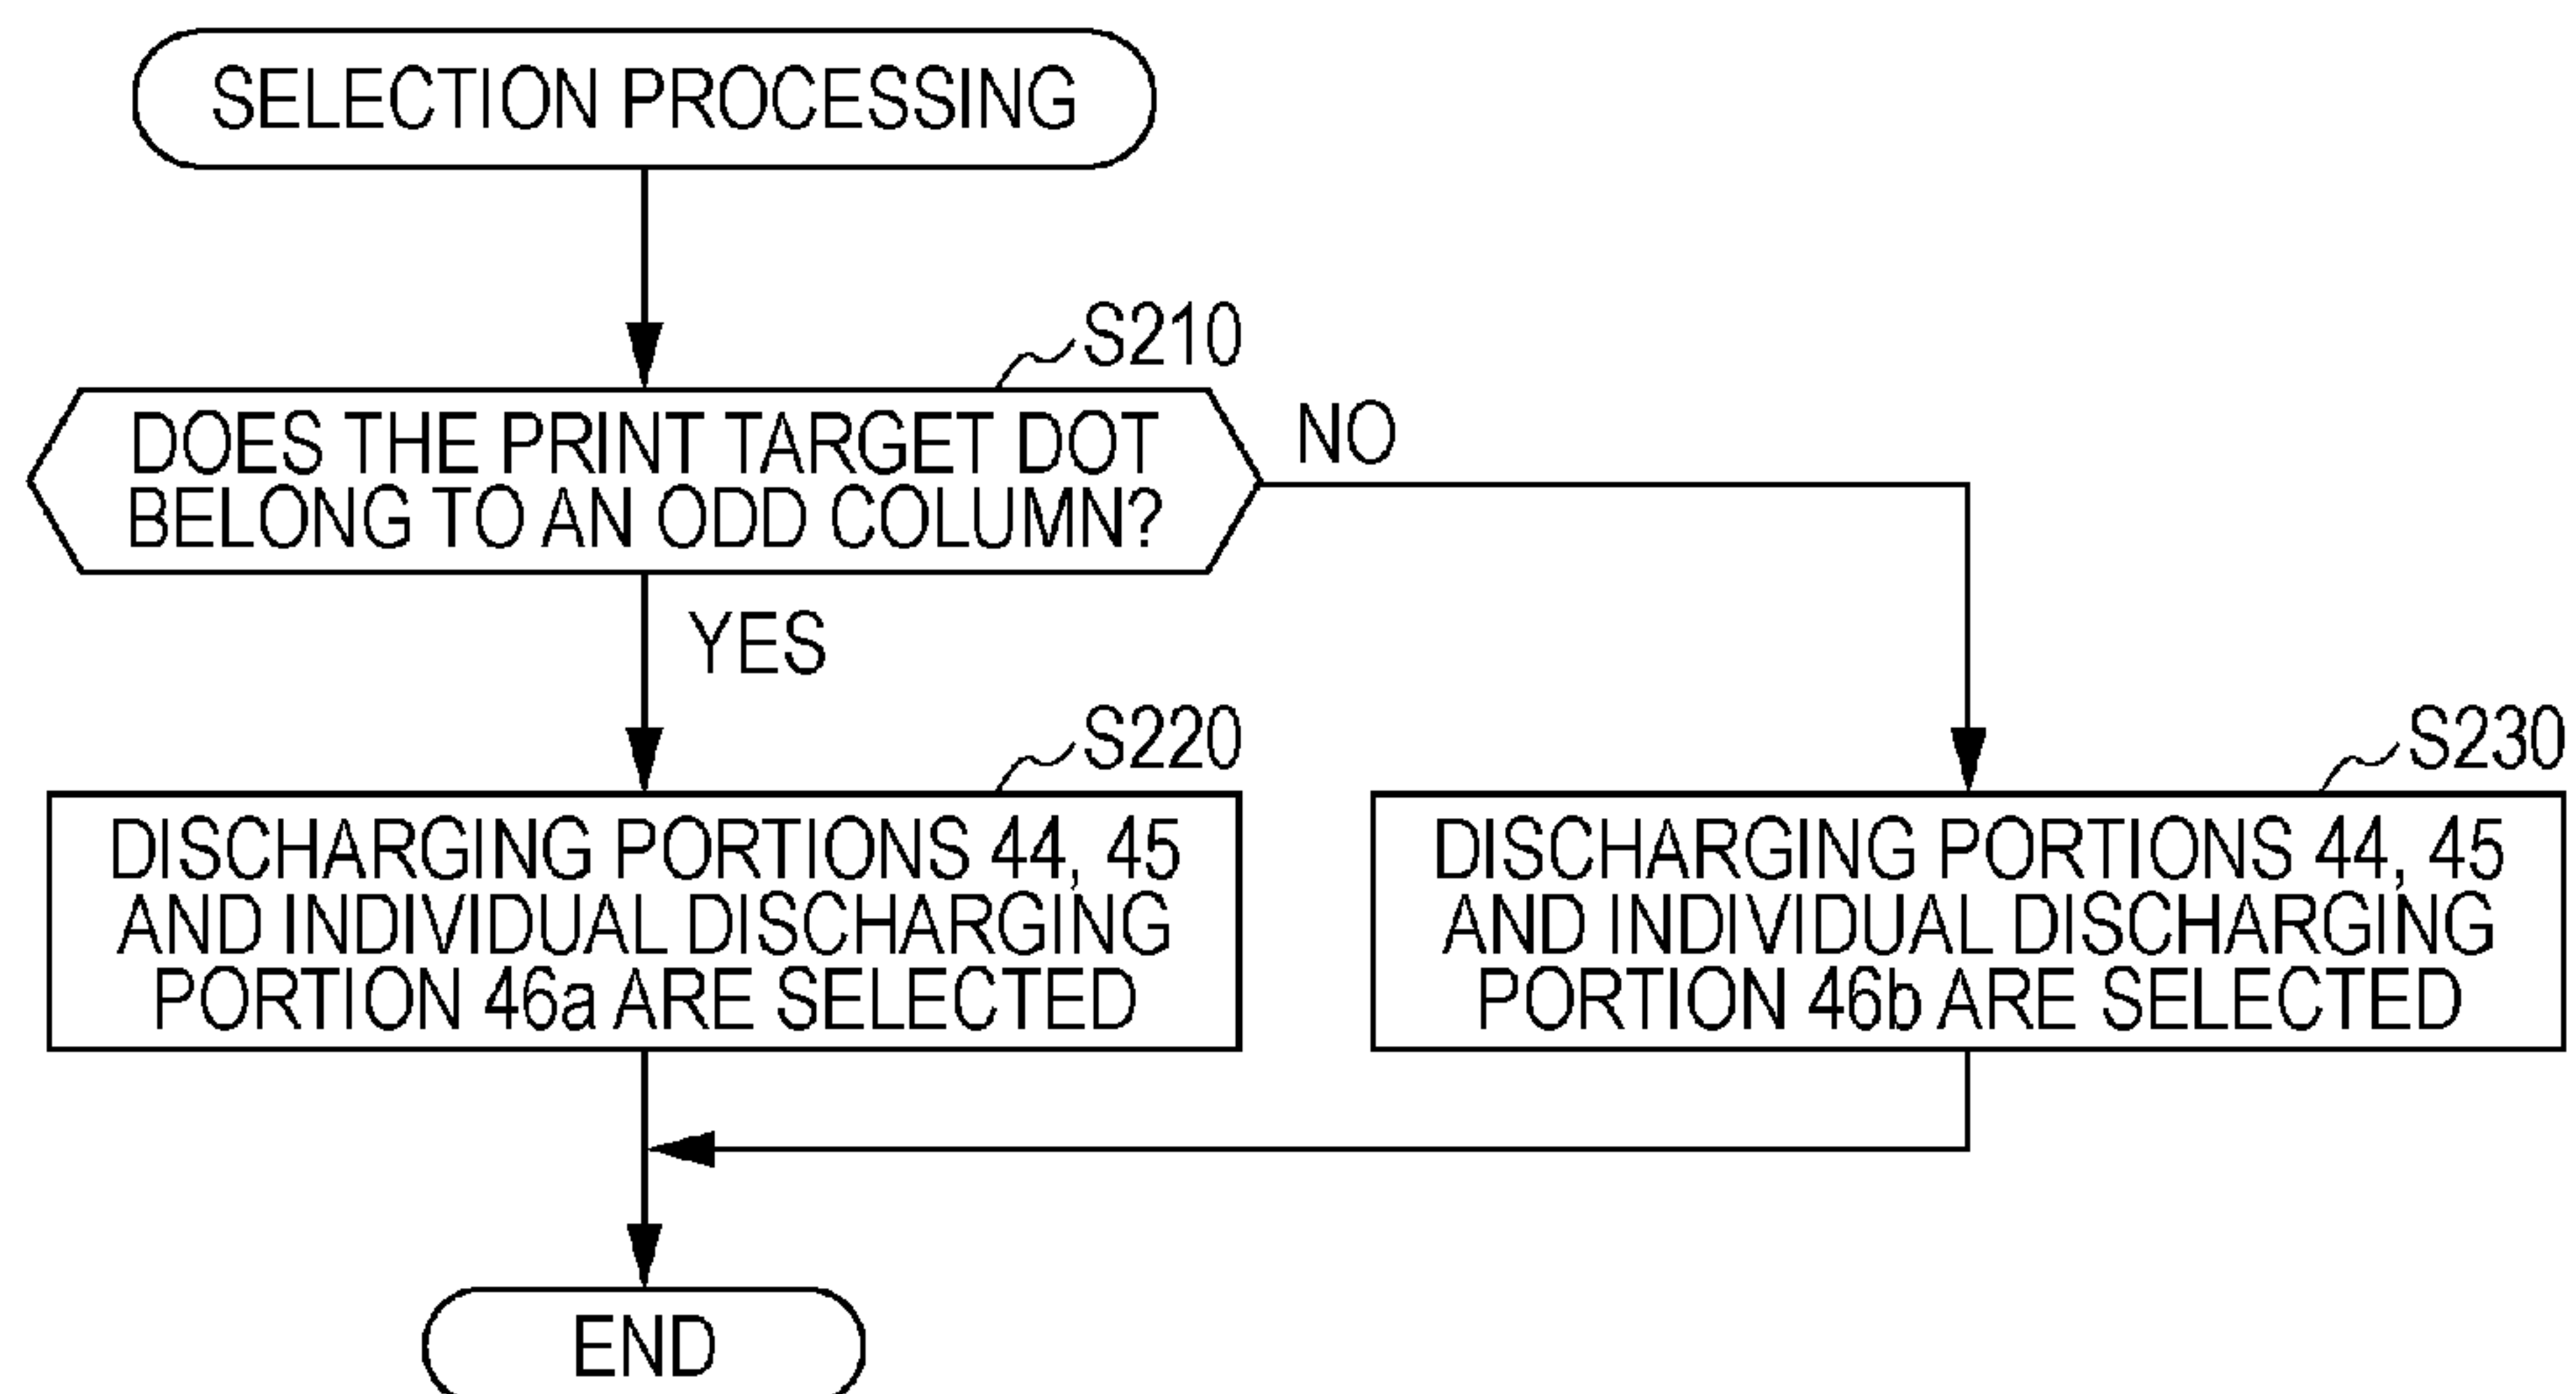 SELECTION PROCESSING
S210
DOES THE PRINT TARGET DOT
BELONG TO AN ODD COLUMN?
NO
YES
S220
DISCHARGING PORTIONS 44, 45
AND INDIVIDUAL DISCHARGING
PORTION 46a ARE SELECTED
S230
DISCHARGING PORTIONS 44, 45
AND INDIVIDUAL DISCHARGING
PORTION 46b ARE SELECTED
END